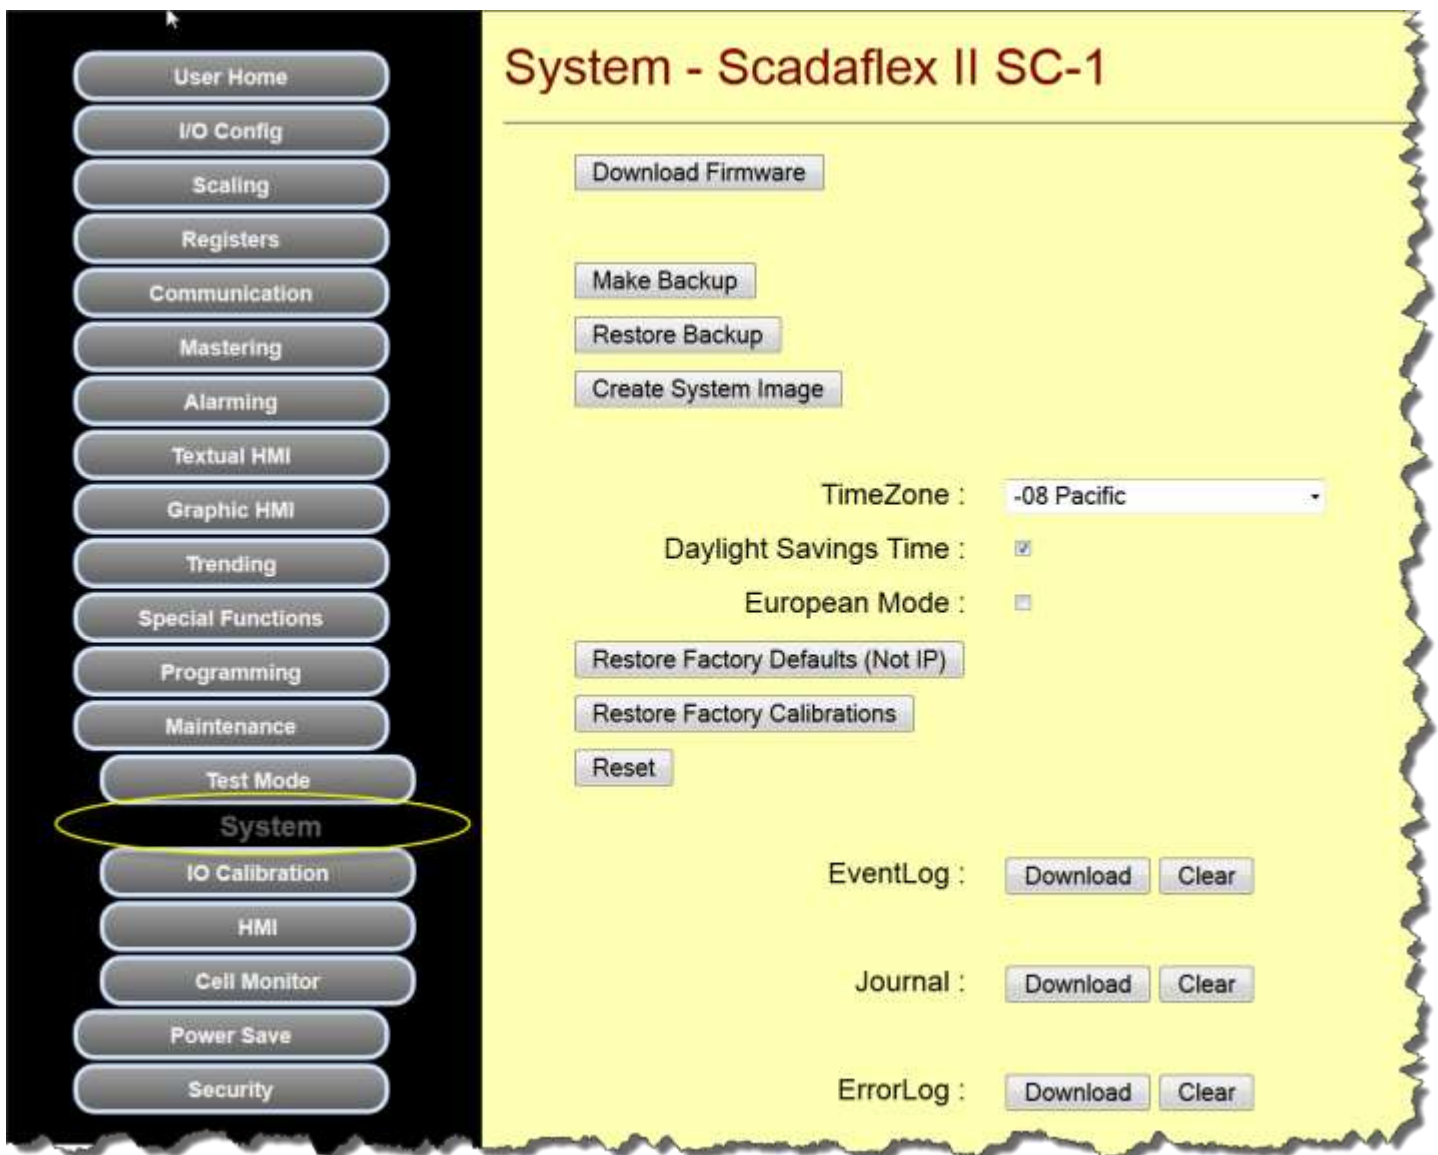 User Home
I/O Config
Scaling
Registers
Communication
Mastering
Alarming
Textual HMI
Graphic HMI
Trending
Special Functions
Programming
Maintenance
Test Mode
System
IO Calibration
HMI
Cell Monitor
Power Save
Security
System - Scadaflex II SC-1
Download Firmware
Make Backup
Restore Backup
Create System Image
TimeZone : -08 Pacific
Daylight Savings Time :
European Mode :
Restore Factory Defaults (Not IP)
Restore Factory Calibrations
Reset
EventLog : Download Clear
Journal : Download Clear
ErrorLog : Download Clear